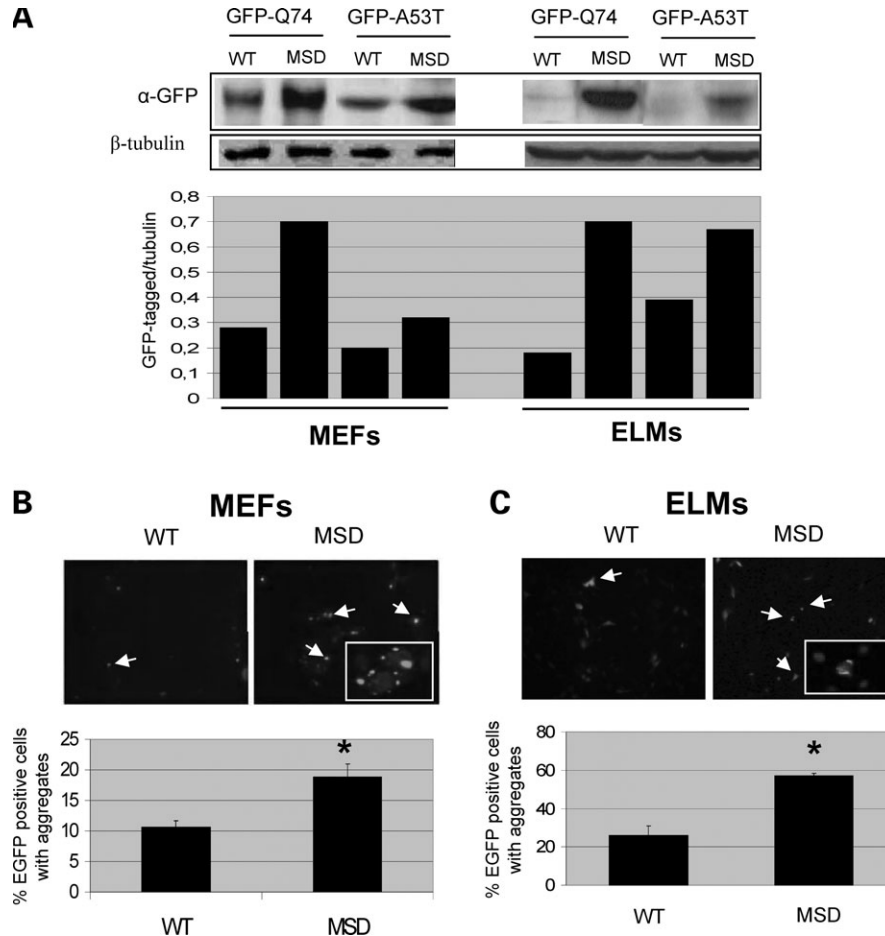 A
GFP-Q74 GFP-A53T GFP-Q74 GFP-A53T
WT MSD WT MSD WT MSD WT MSD
α-GFP
β-tubulin
GFP-tagged/tubulin
0,8
0,7
0,6
0,5
0,4
0,3
0,2
0,1
0
MEFs ELMs
B MEFs
WT MSD
% EGFP positive cells
with aggregates
25
20
15
10
5
0
*
WT MSD
C ELMs
WT MSD
% EGFP positive cells
with aggregates
80
60
40
20
0
*
WT MSD